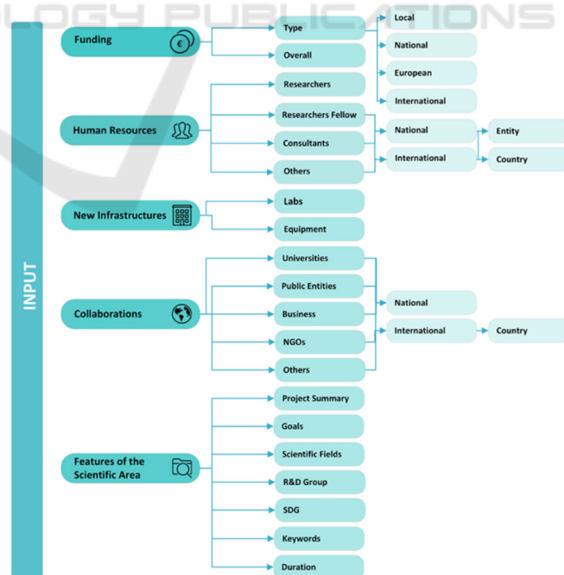 OLOGY PUBLICATIONS
INPUT
Funding
Type
Local
National
European
International
Overall
Human Resources
Researchers
Researchers Fellow
Consultants
Others
National
International
Entity
Country
New Infrastructures
Labs
Equipment
Collaborations
Universities
Public Entities
Business
NGOs
Others
National
International
Country
Features of the
Scientific Area
Project Summary
Goals
Scientific Fields
R&D Group
SDG
Keywords
Duration